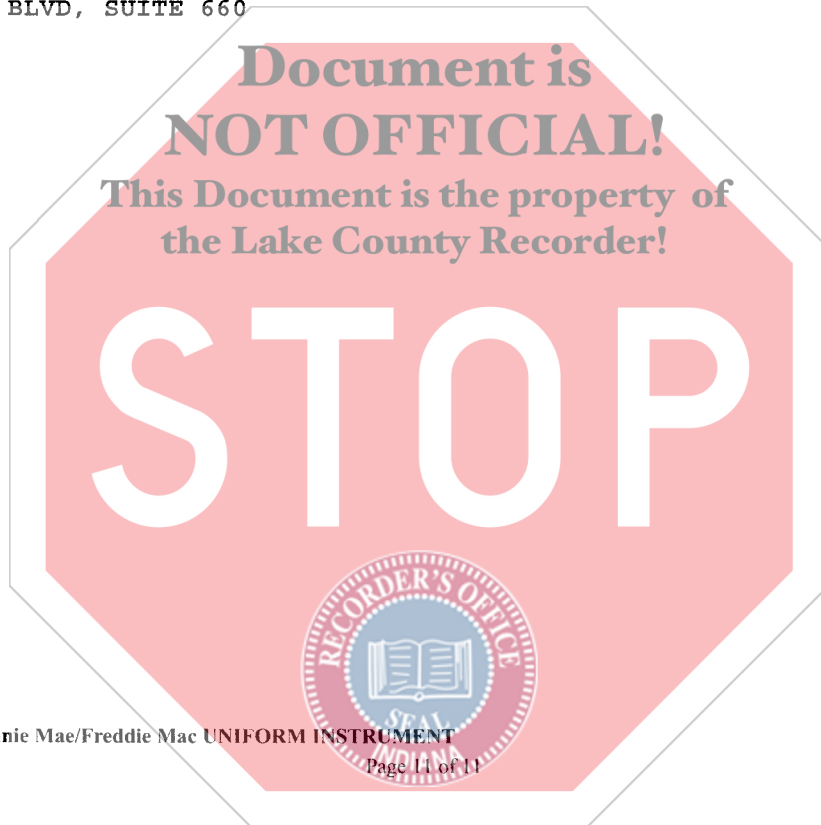 BLVD, SUITE 660
Document is
NOT OFFICIAL!
This Document is the property of
the Lake County Recorder!
STOP
RECORDER'S OFFICE
SEAL
INDIANA
nie Mae/Freddie Mac UNIFORM INSTRUMENT
Page 11 of 11